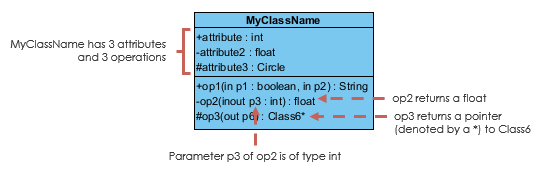 MyClassName
+attribute : int
-attribute2 : float
#attribute3 : Circle
+op1(in p1 : boolean, in p2) : String
-op2(inout p3 : int) : float
#op3(out p6) : Class6*
MyClassName has 3 attributes
and 3 operations
op2 returns a float
op3 returns a pointer
(denoted by a *) to Class6
Parameter p3 of op2 is of type int